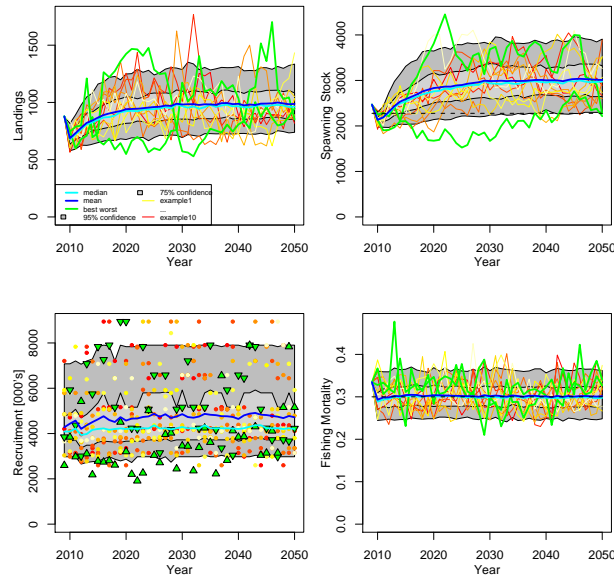 Landings
0 500 1000 1500
median
mean
best worst
95% confidence
75% confidence
example1
...
example10
2010 2020 2030 2040 2050
Year
Spawning Stock
0 1000 2000 3000 4000
2010 2020 2030 2040 2050
Year
Recruitment [000's]
0 2000 4000 6000 8000
2010 2020 2030 2040 2050
Year
Fishing Mortality
0.0 0.1 0.2 0.3 0.4
2010 2020 2030 2040 2050
Year